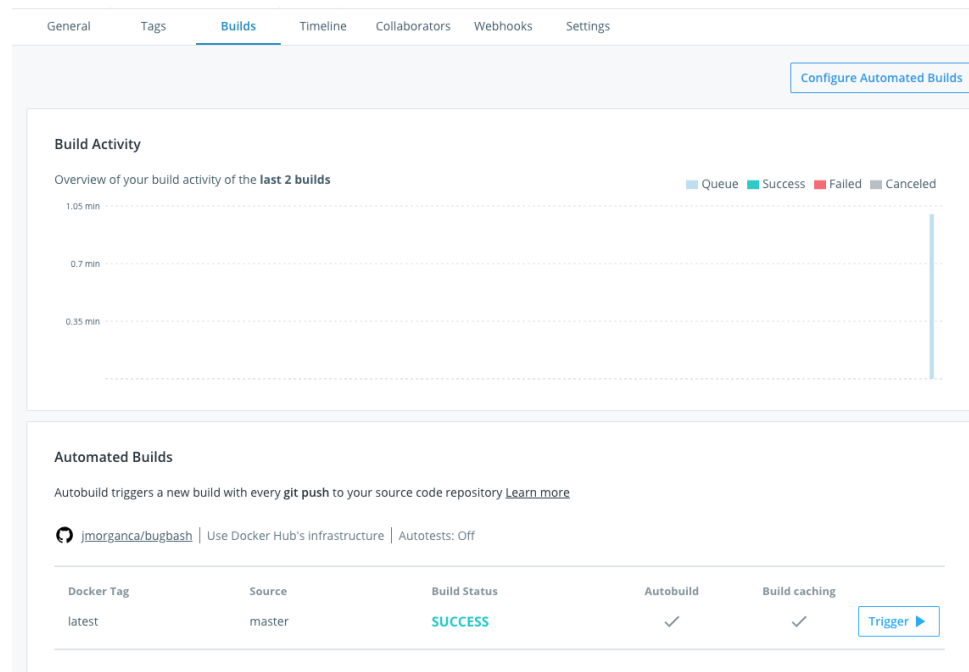 General Tags Builds Timeline Collaborators Webhooks Settings
Configure Automated Builds
Build Activity
Overview of your build activity of the last 2 builds
Queue Success Failed Canceled
1.05 min
0.7 min
0.35 min
Automated Builds
Autobuild triggers a new build with every git push to your source code repository Learn more
jmorganca/bugbash Use Docker Hub's infrastructure Autotests: Off
Docker Tag Source Build Status Autobuild Build caching
latest master SUCCESS Trigger